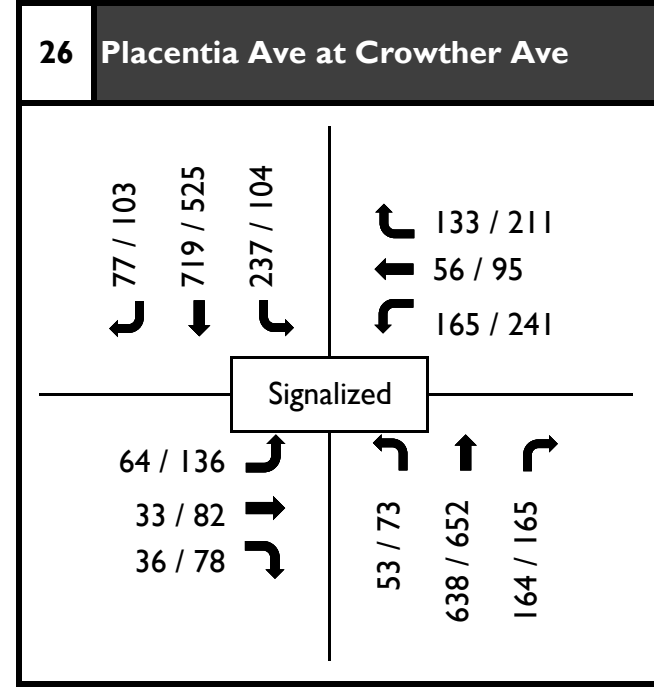 26 Placentia Ave at Crowther Ave
77 / 103
719 / 525
237 / 104
133 / 211
56 / 95
165 / 241
Signalized
64 / 136
33 / 82
36 / 78
53 / 73
638 / 652
164 / 165